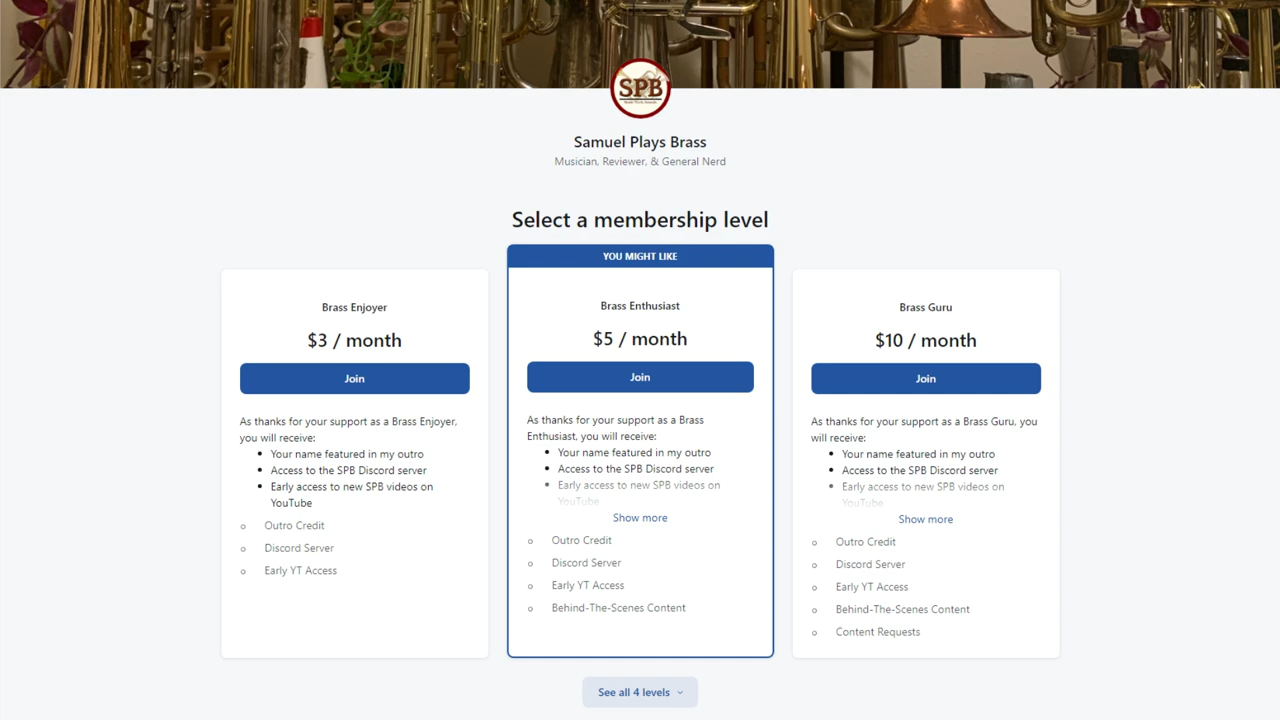 SPB
Samuel Plays Brass
Musician, Reviewer, & General Nerd
Select a membership level
YOU MIGHT LIKE
Brass Enjoyer
$3 / month
Join
As thanks for your support as a Brass Enjoyer,
you will receive:
Your name featured in my outro
Access to the SPB Discord server
Early access to new SPB videos on
YouTube
Outro Credit
Discord Server
Early YT Access
Brass Enthusiast
$5 / month
Join
As thanks for your support as a Brass
Enthusiast, you will receive:
Your name featured in my outro
Access to the SPB Discord server
Early access to new SPB videos on
YouTube
Show more
Outro Credit
Discord Server
Early YT Access
Behind-The-Scenes Content
Brass Guru
$10 / month
Join
As thanks for your support as a Brass Guru, you
will receive:
Your name featured in my outro
Access to the SPB Discord server
Early access to new SPB videos on
YouTube
Show more
Outro Credit
Discord Server
Early YT Access
Behind-The-Scenes Content
Content Requests
See all 4 levels